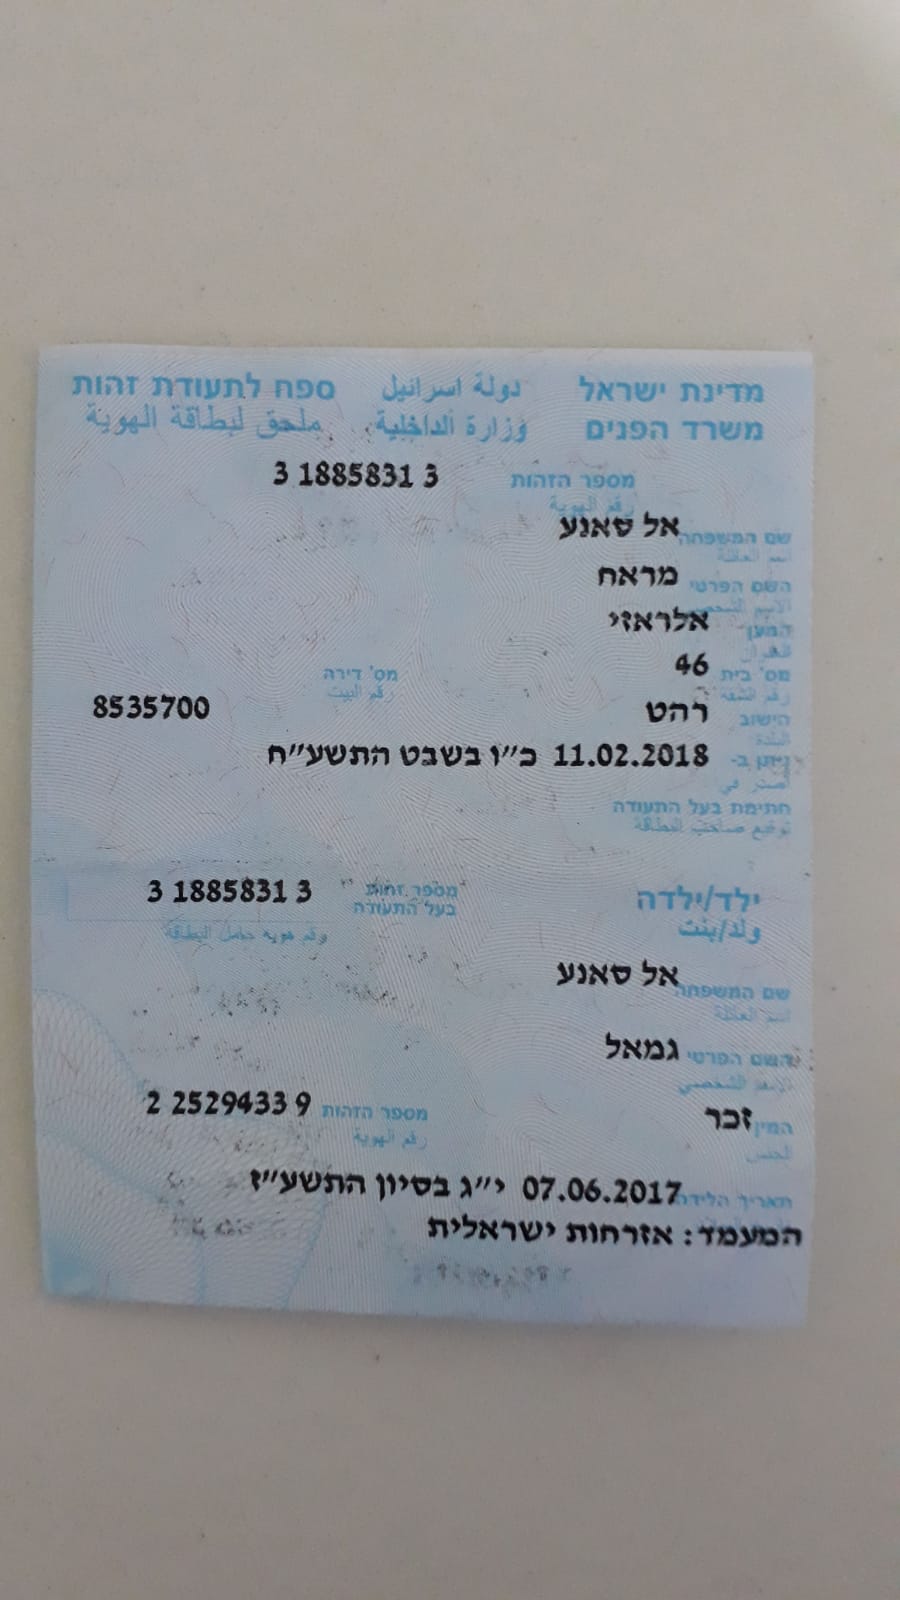 מדינת ישראל دولة اسرائيل ספח לתעודת זהות
משרד הפנים وزارة الداخلية ملحق لبطاقة الهوية
מספר הזהות 3 1885831 3
رقم الهوية
שם המשפחה אל סאנע
اسم العائلة
השם הפרטי מראח
الاسم الشخصي
המען אלראזי
العنوان
מס' בית 46 מס' דירה
رقم الشقة رقم البيت
הישוב רהט 8535700
البلدة
ניתן ב- 11.02.2018 כ"ו בשבט התשע"ח
اصدر في
חתימת בעל התעודה
توقيع صاحب البطاقة
ילד/ילדה מספר זהות 3 1885831 3
ولد/بنت בעל התעודה
رقم هوية حامل البطاقة
שם המשפחה אל סאנע
اسم العائلة
השם הפרטי גמאל
الاسم الشخصي
המין זכר מספר הזהות 2 2529433 9
الجنس رقم الهوية
תאריך הלידה 07.06.2017 י"ג בסיון התשע"ז
המעמד: אזרחות ישראלית